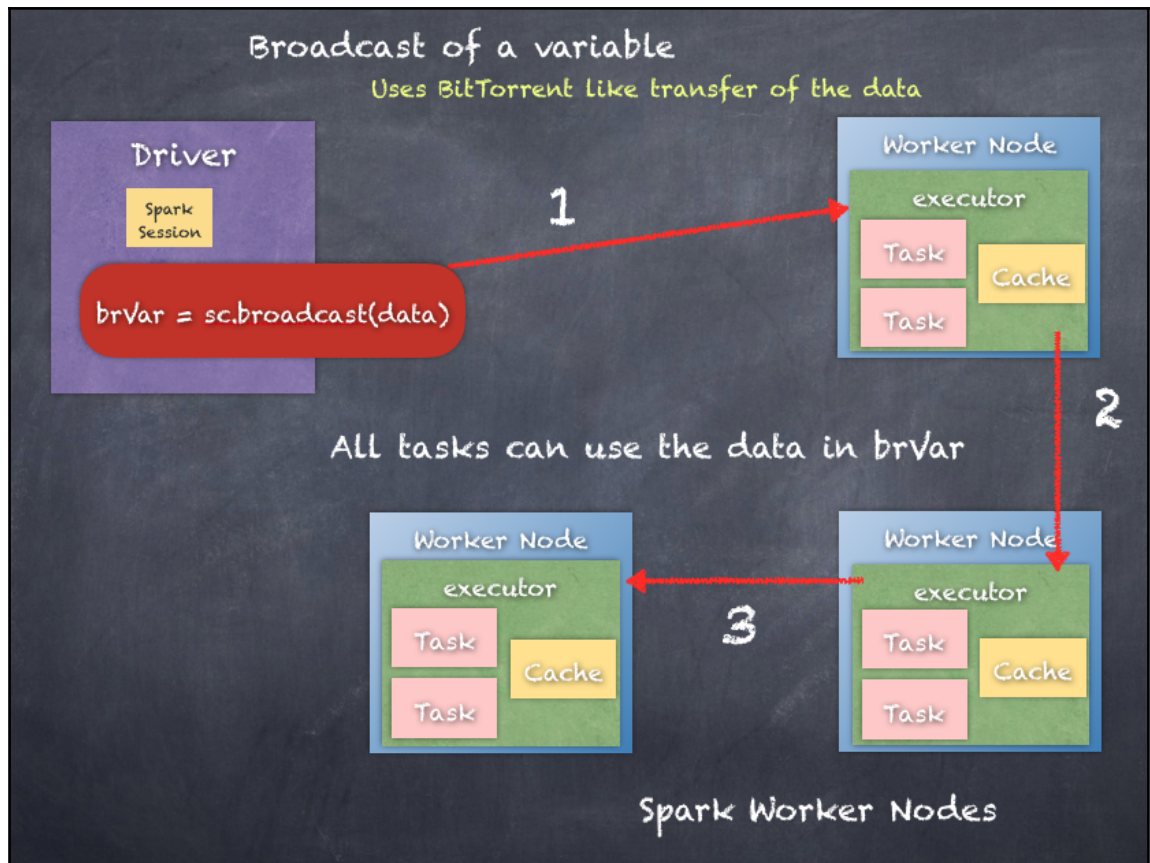 Broadcast of a variable
Uses BitTorrent like transfer of the data
Driver
Spark
Session
brVar = sc.broadcast(data)
1
Worker Node
executor
Task
Cache
Task
2
All tasks can use the data in brVar
Worker Node
executor
Task
Cache
Task
3
Worker Node
executor
Task
Cache
Task
Spark Worker Nodes